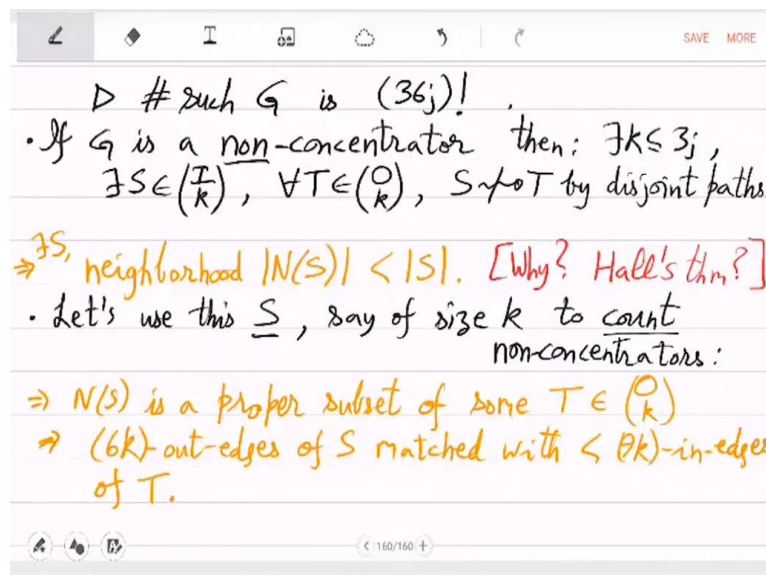 SAVE MORE
▷ # such G is (36j)!.
• If G is a non-concentrator then: ∃k≤3j,
∃S∈(I k), ∀T∈(O k), S↛T by disjoint paths
⇒ ∃S, neighborhood |N(S)| < |S|. [Why? Hall's thm?]
• Let's use this S, say of size k to count
non-concentrators:
⇒ N(S) is a proper subset of some T ∈ (O k)
⇒ (6k)-out-edges of S matched with < (9k)-in-edges
of T.
160/160